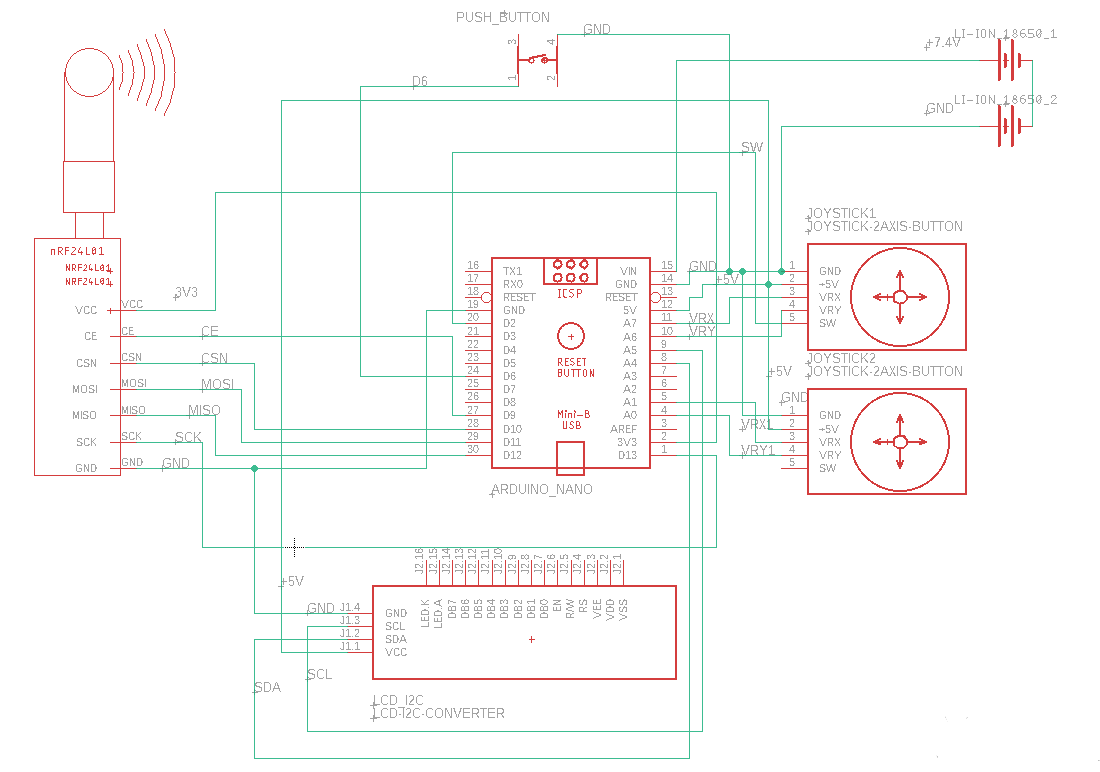 PUSH_BUTTON
GND
3
4
1
2
D6
+7.4V
LI-ION_18650_1
GND
LI-ION_18650_2
SW
nRF24L01
NRF24L01
NRF24L01
VCC
VCC
3V3
CE
CE
CE
CSN
CSN
CSN
MOSI
MOSI
MOSI
MISO
MISO
MISO
SCK
SCK
SCK
GND
GND
GND
16 TX1
17 RX0
18 RESET
19 GND
20 D2
21 D3
22 D4
23 D5
24 D6
25 D7
26 D8
27 D9
28 D10
29 D11
30 D12
ICSP
RESET
BUTTON
Mini-B
USB
VIN 15
GND 14
RESET 13
5V 12
A7 11
A6 10
A5 9
A4 8
A3 7
A2 6
A1 5
A0 4
AREF 3
3V3 2
D13 1
ARDUINO_NANO
GND
+5V
VRX
VRY
JOYSTICK1
JOYSTICK-2AXIS-BUTTON
1 GND
2 +5V
3 VRX
4 VRY
5 SW
JOYSTICK2
JOYSTICK-2AXIS-BUTTON
+5V
GND
VRX1
VRY1
1 GND
2 +5V
3 VRX
4 VRY
5 SW
J2.16 J2.15 J2.14 J2.13 J2.12 J2.11 J2.10 J2.9 J2.8 J2.7 J2.6 J2.5 J2.4 J2.3 J2.2 J2.1
LED.K LED.A DB7 DB6 DB5 DB4 DB3 DB2 DB1 DB0 EN R/W RS VEE VDD VSS
+5V
GND J1.4 GND
J1.3 SCL
J1.2 SDA
J1.1 VCC
SCL
SDA
LCD_I2C
LCD-I2C-CONVERTER